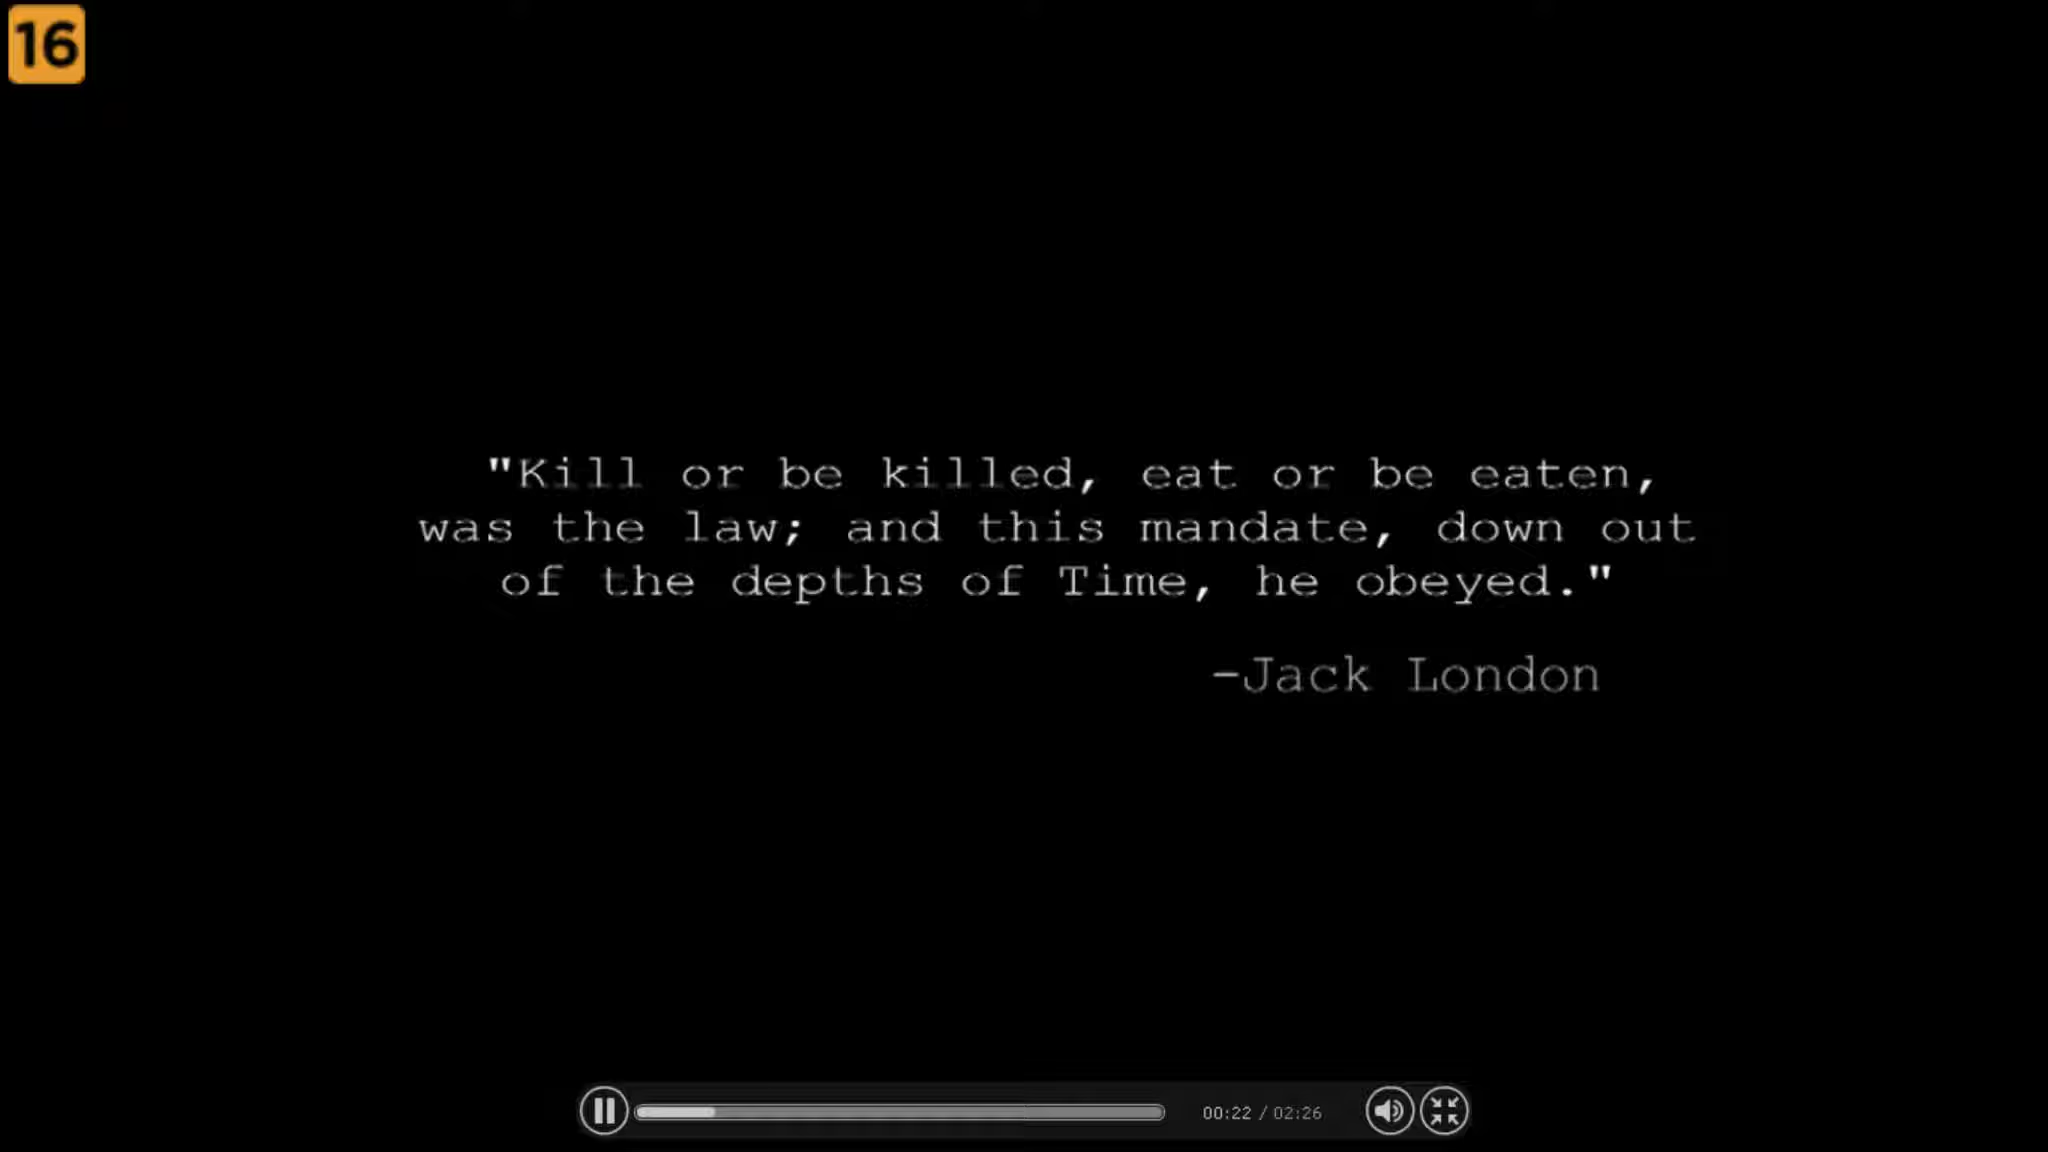 16
"Kill or be killed, eat or be eaten,
was the law; and this mandate, down out
of the depths of Time, he obeyed."
-Jack London
00:22 / 02:26